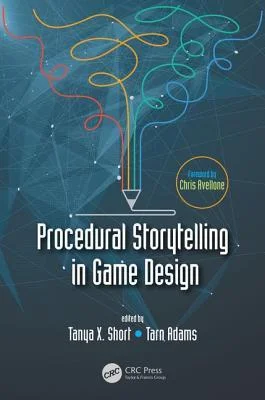 Foreword by
Chris Avellone
Procedural Storytelling
in Game Design
edited by
Tanya X. Short • Tarn Adams
CRC
CRC Press
Taylor & Francis Group